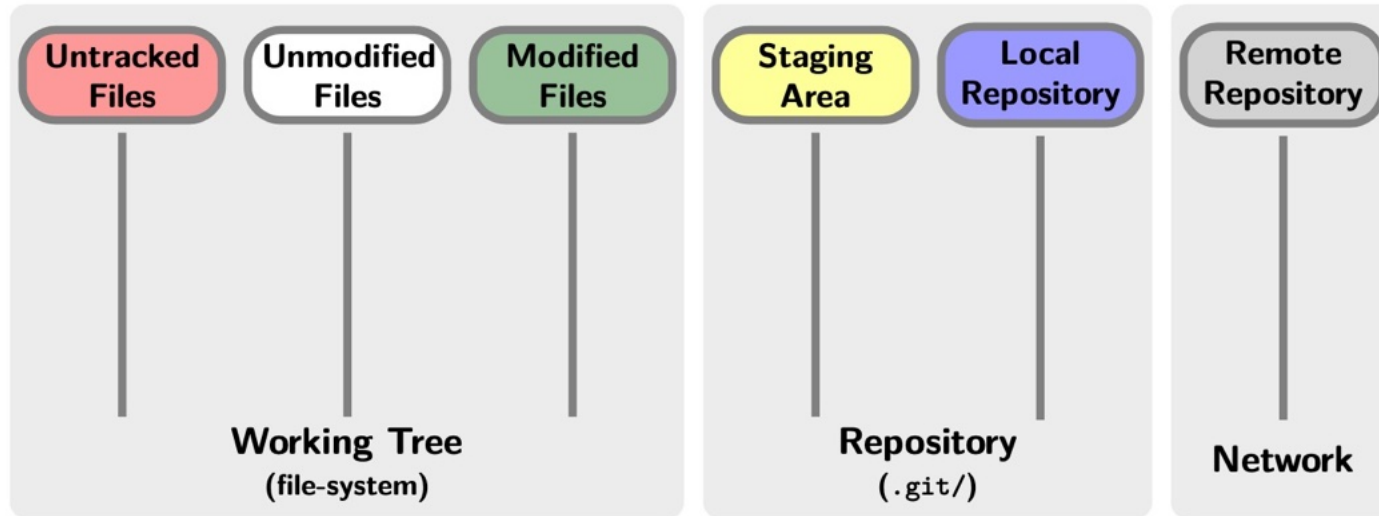 Untracked
Files
Unmodified
Files
Modified
Files
Staging
Area
Local
Repository
Remote
Repository
Working Tree
(file-system)
Repository
(.git/)
Network